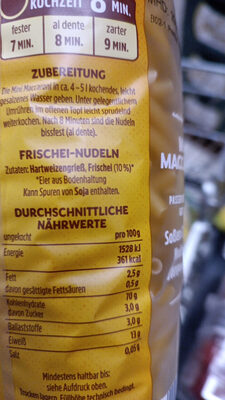 KOCHZEIT 8 MIN.
fester al dente zarter
7 MIN. 8 MIN. 9 MIN.
ZUBEREITUNG
Die Mini Maccaroni in ca. 4 – 5 l kochendes, leicht
gesalzenes Wasser geben. Unter gelegentlichem
Umrühren im offenen Topf leicht sprudelnd
weiterkochen. Nach 8 Minuten sind die Nudeln
bissfest (al dente).
FRISCHEI-NUDELN
Zutaten: Hartweizengrieß, Frischei (10 %)*
*Eier aus Bodenhaltung
Kann Spuren von Soja enthalten.
DURCHSCHNITTLICHE
NÄHRWERTE
ungekocht pro 100g
Energie 1528 kJ
361 kcal
Fett 2,5 g
davon gesättigte Fettsäuren 0,5 g
Kohlenhydrate 70 g
davon Zucker 3,0 g
Ballaststoffe 3,0 g
Eiweiß 13 g
Salz 0,05 g
Mindestens haltbar bis:
siehe Aufdruck oben.
Trocken lagern. Füllhöhe technisch bedingt.
MAC